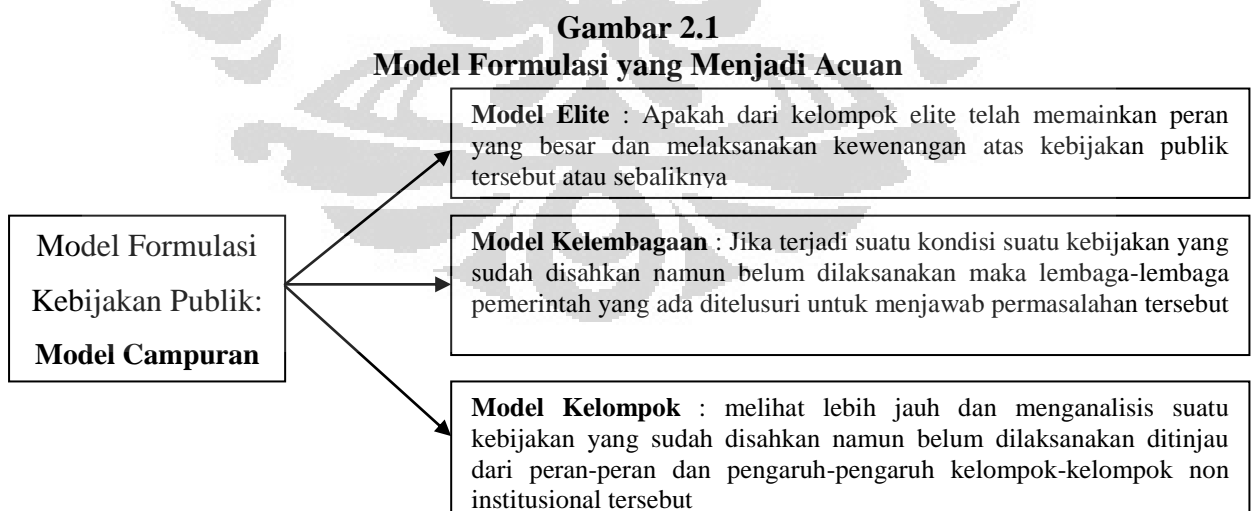 Gambar 2.1
Model Formulasi yang Menjadi Acuan
Model Elite : Apakah dari kelompok elite telah memainkan peran
yang besar dan melaksanakan kewenangan atas kebijakan publik
tersebut atau sebaliknya
Model Formulasi
Kebijakan Publik:
Model Campuran
Model Kelembagaan : Jika terjadi suatu kondisi suatu kebijakan yang
sudah disahkan namun belum dilaksanakan maka lembaga-lembaga
pemerintah yang ada ditelusuri untuk menjawab permasalahan tersebut
Model Kelompok : melihat lebih jauh dan menganalisis suatu
kebijakan yang sudah disahkan namun belum dilaksanakan ditinjau
dari peran-peran dan pengaruh-pengaruh kelompok-kelompok non
institusional tersebut